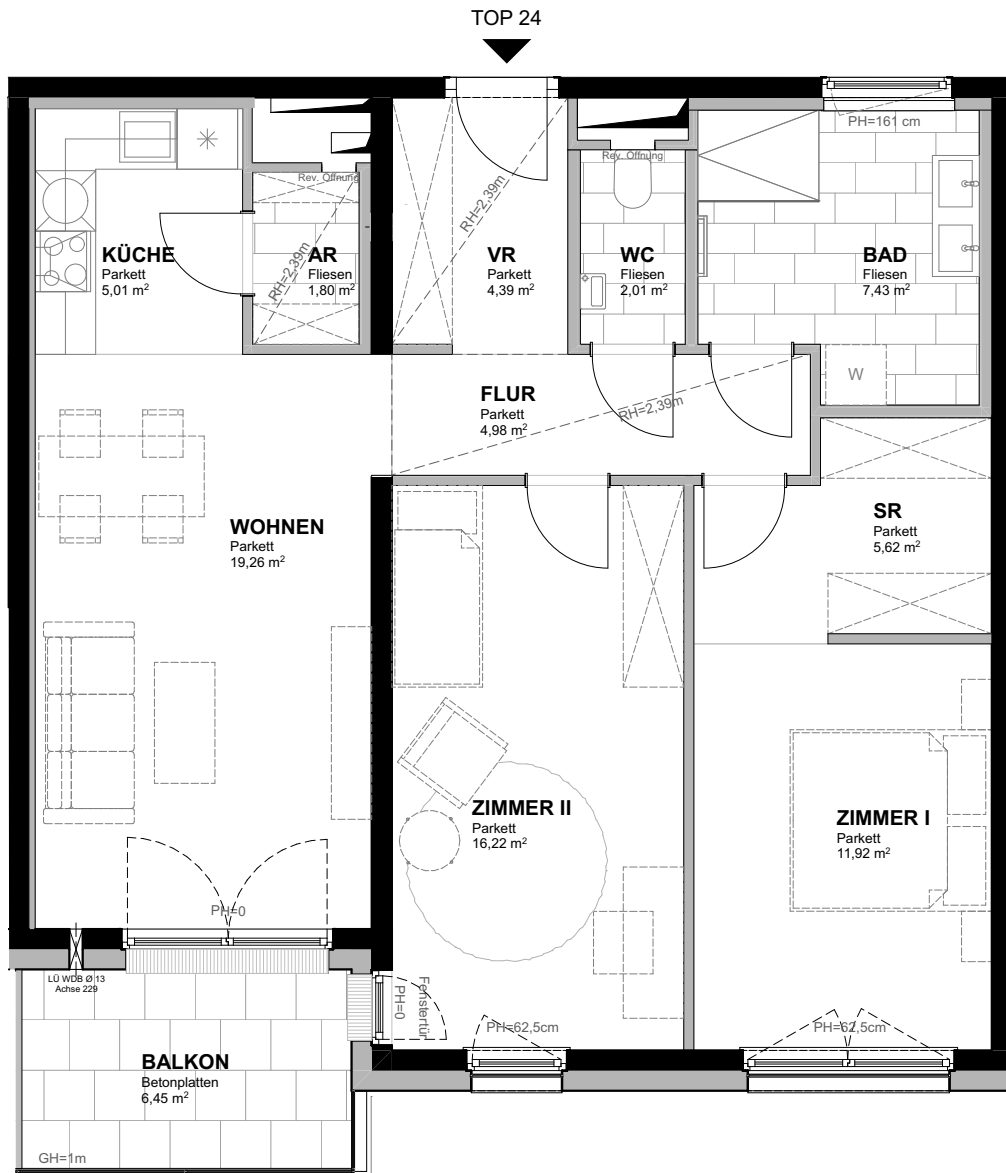 TOP 24
PH=161 cm
Rev. Öffnung
Rev. Öffnung
KÜCHE
Parkett
5,01 m²
AR
Fliesen
1,80 m²
RH=2,39m
VR
Parkett
4,39 m²
RH=2,39m
WC
Fliesen
2,01 m²
BAD
Fliesen
7,43 m²
W
FLUR
Parkett
4,98 m²
RH=2,39m
SR
Parkett
5,62 m²
WOHNEN
Parkett
19,26 m²
ZIMMER II
Parkett
16,22 m²
ZIMMER I
Parkett
11,92 m²
PH=0
LÜ WDB Ø 13
Achse 229
PH=0
Fenstertür
PH=62,5cm
PH=62,5cm
BALKON
Betonplatten
6,45 m²
GH=1m